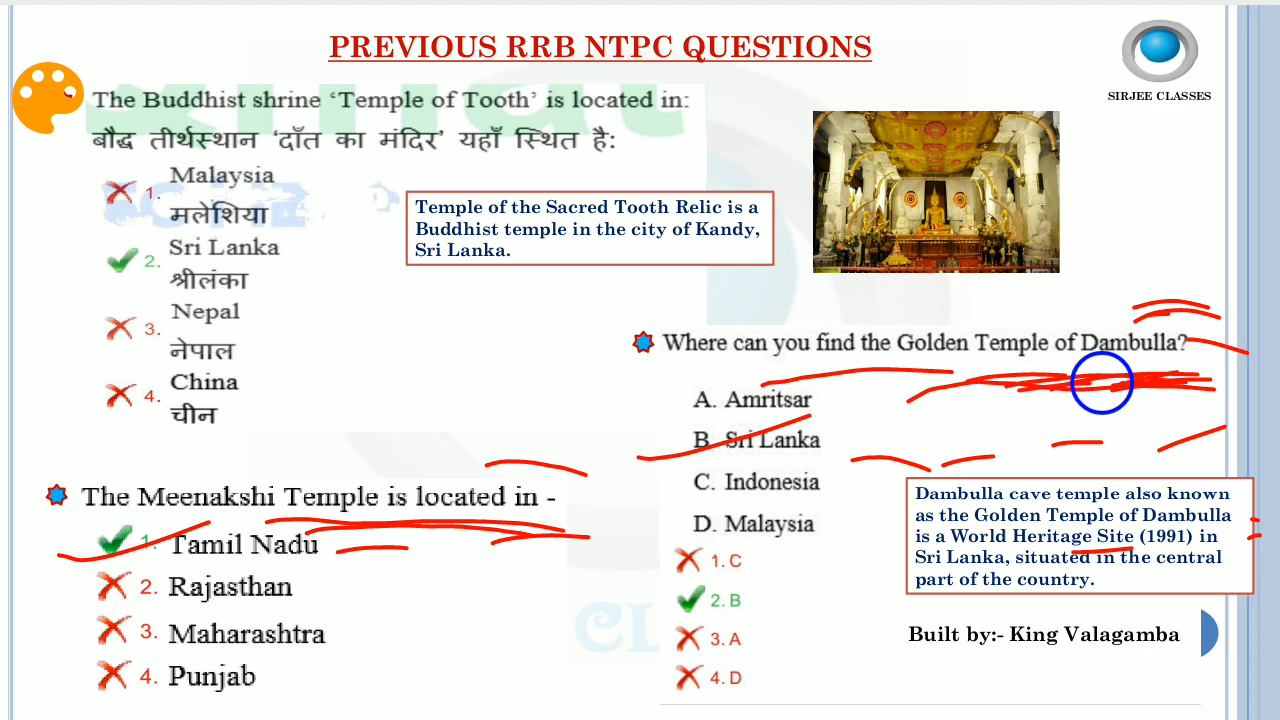 PREVIOUS RRB NTPC QUESTIONS
SIRJEE CLASSES
The Buddhist shrine ‘Temple of Tooth’ is located in:
बौद्ध तीर्थस्थान ‘दाँत का मंदिर’ यहाँ स्थित है:
1. Malaysia
मलेशिया
2. Sri Lanka
श्रीलंका
3. Nepal
नेपाल
4. China
चीन
Temple of the Sacred Tooth Relic is a
Buddhist temple in the city of Kandy,
Sri Lanka.
The Meenakshi Temple is located in -
1. Tamil Nadu
2. Rajasthan
3. Maharashtra
4. Punjab
Where can you find the Golden Temple of Dambulla?
A. Amritsar
B. Sri Lanka
C. Indonesia
D. Malaysia
1. C
2. B
3. A
4. D
Dambulla cave temple also known
as the Golden Temple of Dambulla
is a World Heritage Site (1991) in
Sri Lanka, situated in the central
part of the country.
Built by:- King Valagamba
CL